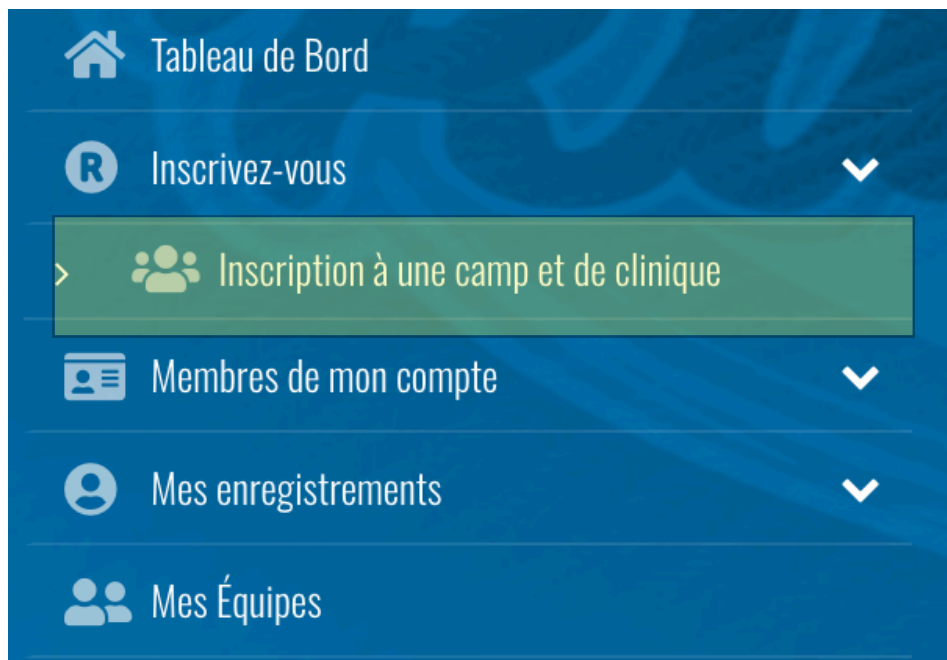 Tableau de Bord
Inscrivez-vous
Inscription à une camp et de clinique
Membres de mon compte
Mes enregistrements
Mes Équipes